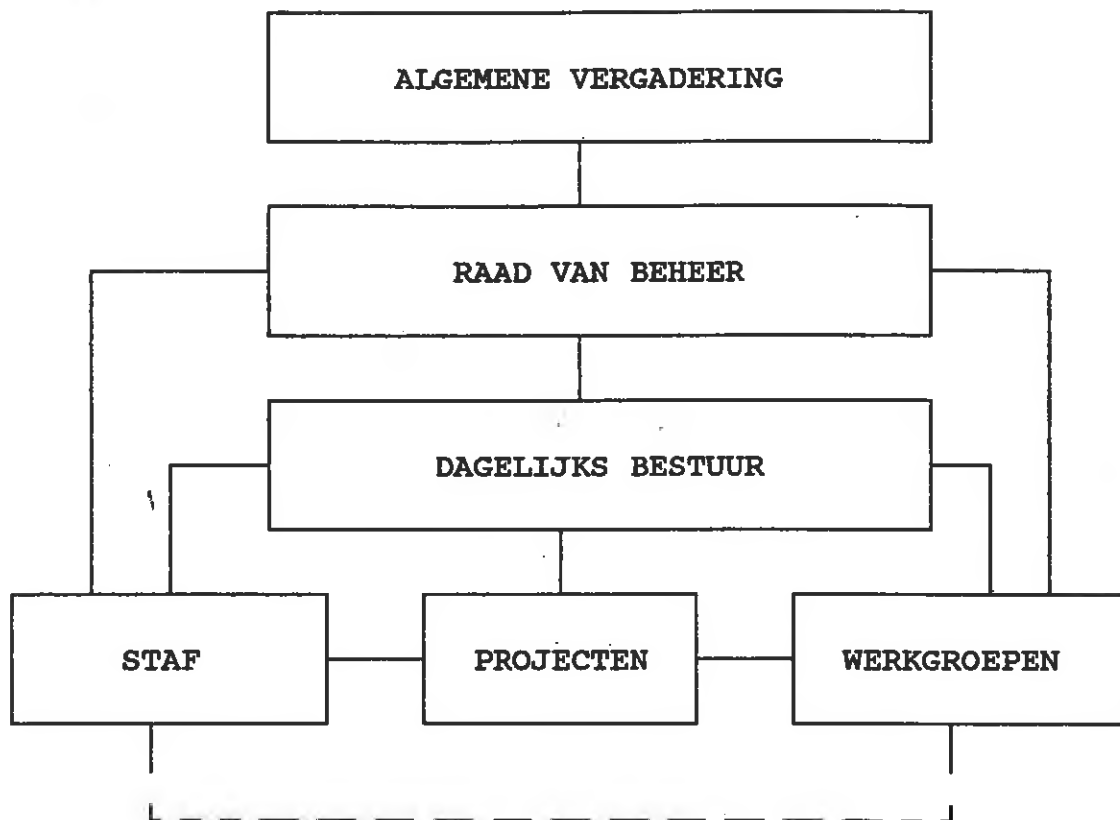 ALGEMENE VERGADERING
RAAD VAN BEHEER
DAGELIJKS BESTUUR
STAF
PROJECTEN
WERKGROEPEN